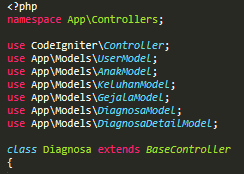 <?php
namespace App\Controllers;

use CodeIgniter\Controller;
use App\Models\UserModel;
use App\Models\AnakModel;
use App\Models\KeluhanModel;
use App\Models\GejalaModel;
use App\Models\DiagnosaModel;
use App\Models\DiagnosaDetailModel;

class Diagnosa extends BaseController
{